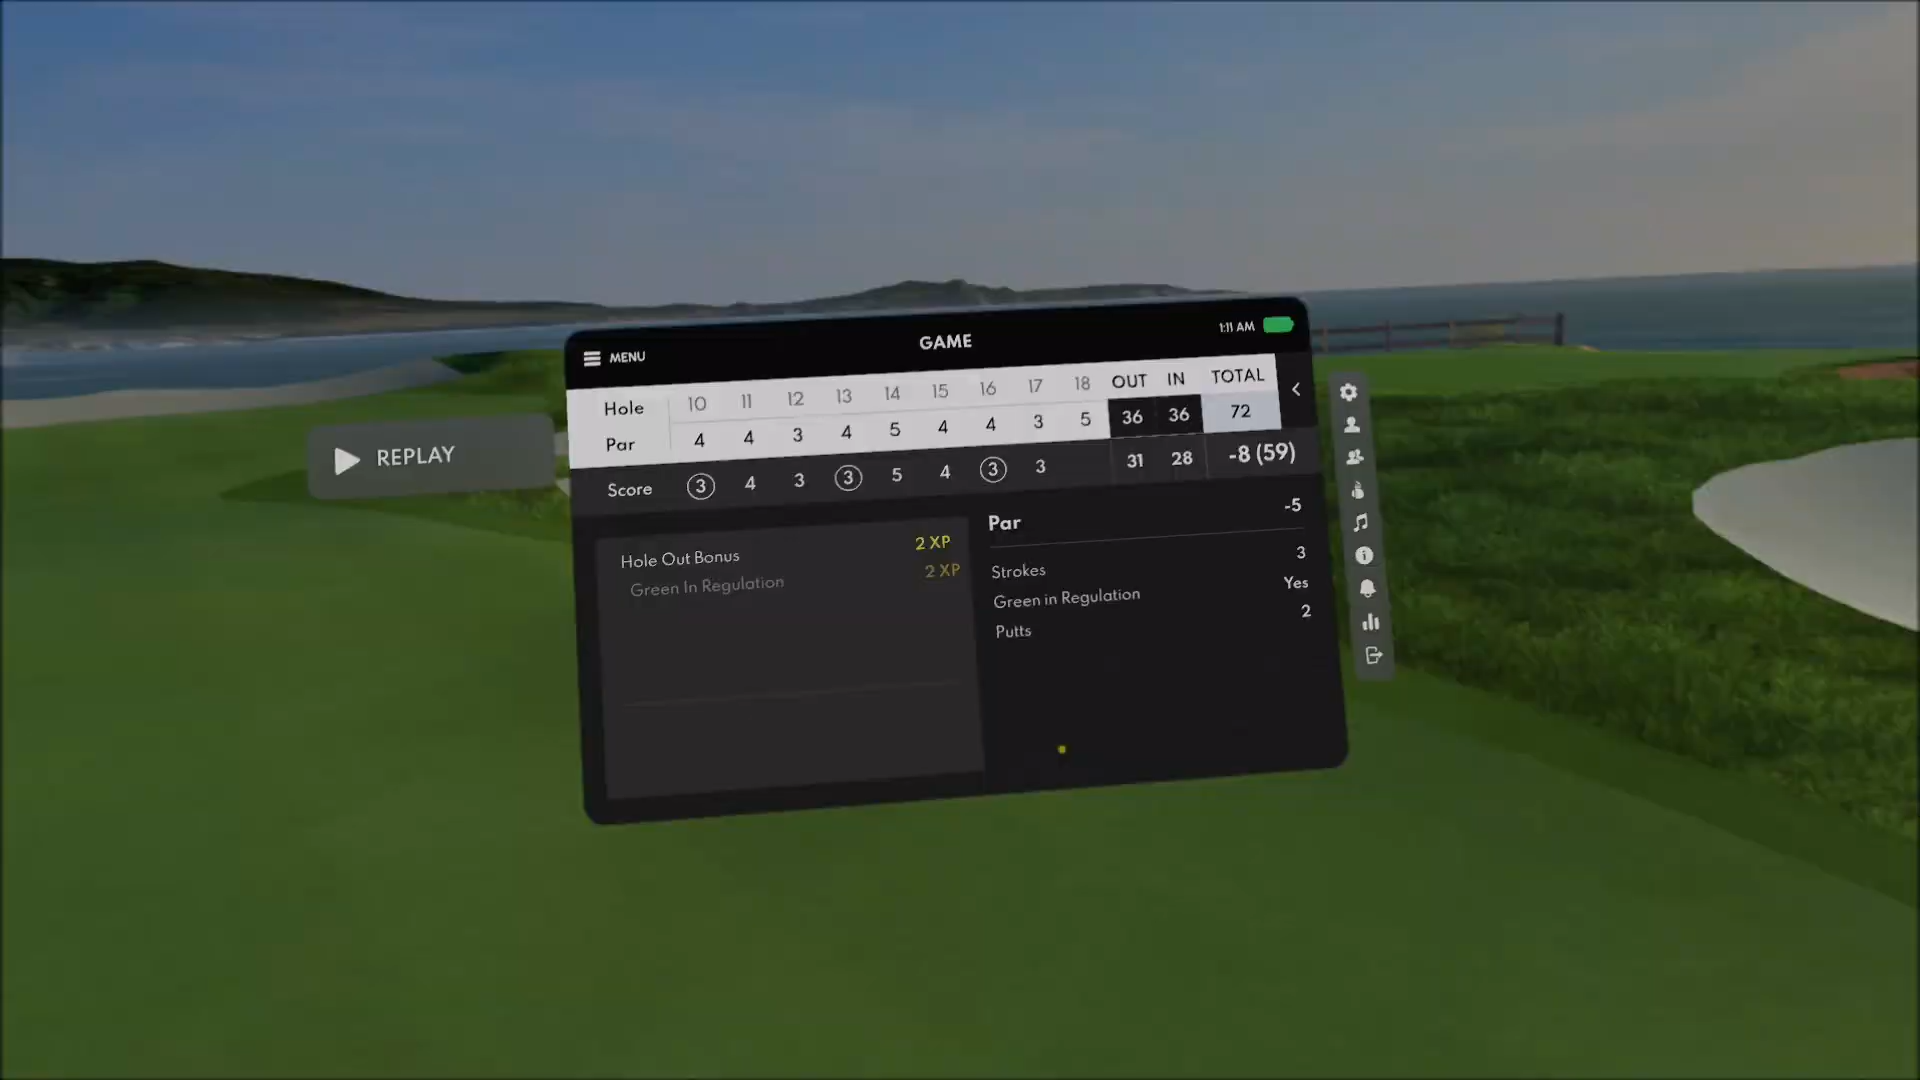 MENU GAME 1:11 AM
Hole 10 11 12 13 14 15 16 17 18 OUT IN TOTAL
Par 4 4 3 4 5 4 4 3 5 36 36 72
Score 3 4 3 3 5 4 3 3 31 28 -8 (59)
REPLAY
Hole Out Bonus 2 XP
Green In Regulation 2 XP
Par -5
Strokes 3
Green in Regulation Yes
Putts 2